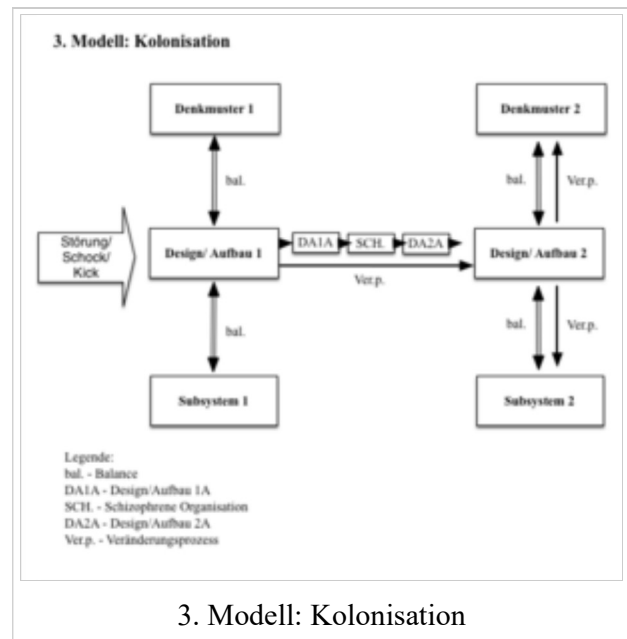 3. Modell: Kolonisation
Denkmuster 1
Denkmuster 2
bal.
bal.
Ver.p.
Störung/
Schock/
Kick
Design/ Aufbau 1
DA1A
SCH.
DA2A
Design/ Aufbau 2
Ver.p.
bal.
bal.
Ver.p.
Subsystem 1
Subsystem 2
Legende:
bal. - Balance
DA1A - Design/Aufbau 1A
SCH. - Schizophrene Organisation
DA2A - Design/Aufbau 2A
Ver.p. - Veränderungsprozess
3. Modell: Kolonisation